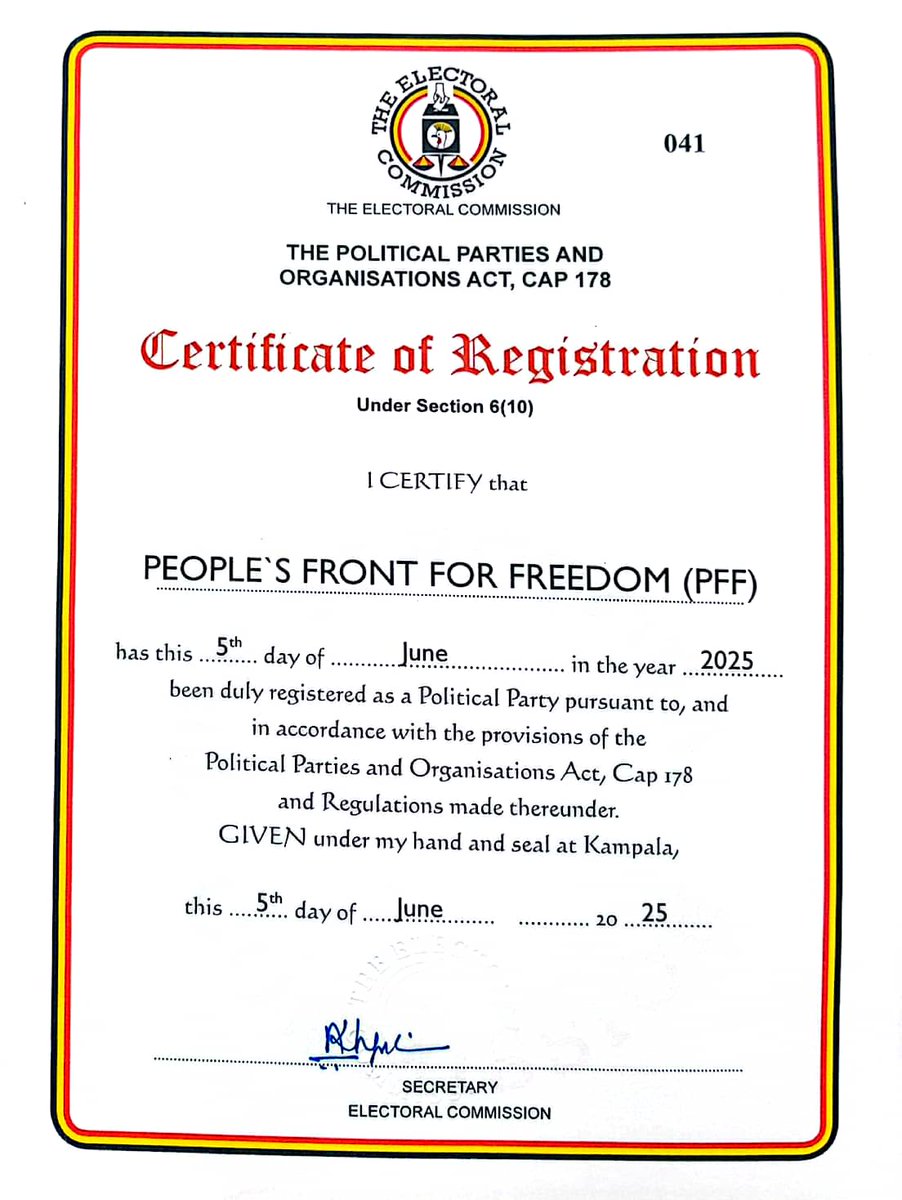 THE ELECTORAL COMMISSION
041
THE ELECTORAL COMMISSION
THE POLITICAL PARTIES AND
ORGANISATIONS ACT, CAP 178
Certificate of Registration
Under Section 6(10)
I CERTIFY that
PEOPLE`S FRONT FOR FREEDOM (PFF)
has this ...5th..... day of ..........June.................... in the year ...2025......
been duly registered as a Political Party pursuant to, and
in accordance with the provisions of the
Political Parties and Organisations Act, Cap 178
and Regulations made thereunder.
GIVEN under my hand and seal at Kampala,
this .....5th.... day of .....June........ ........... 20 ...25........
THE ELEC
SECRETARY
ELECTORAL COMMISSION